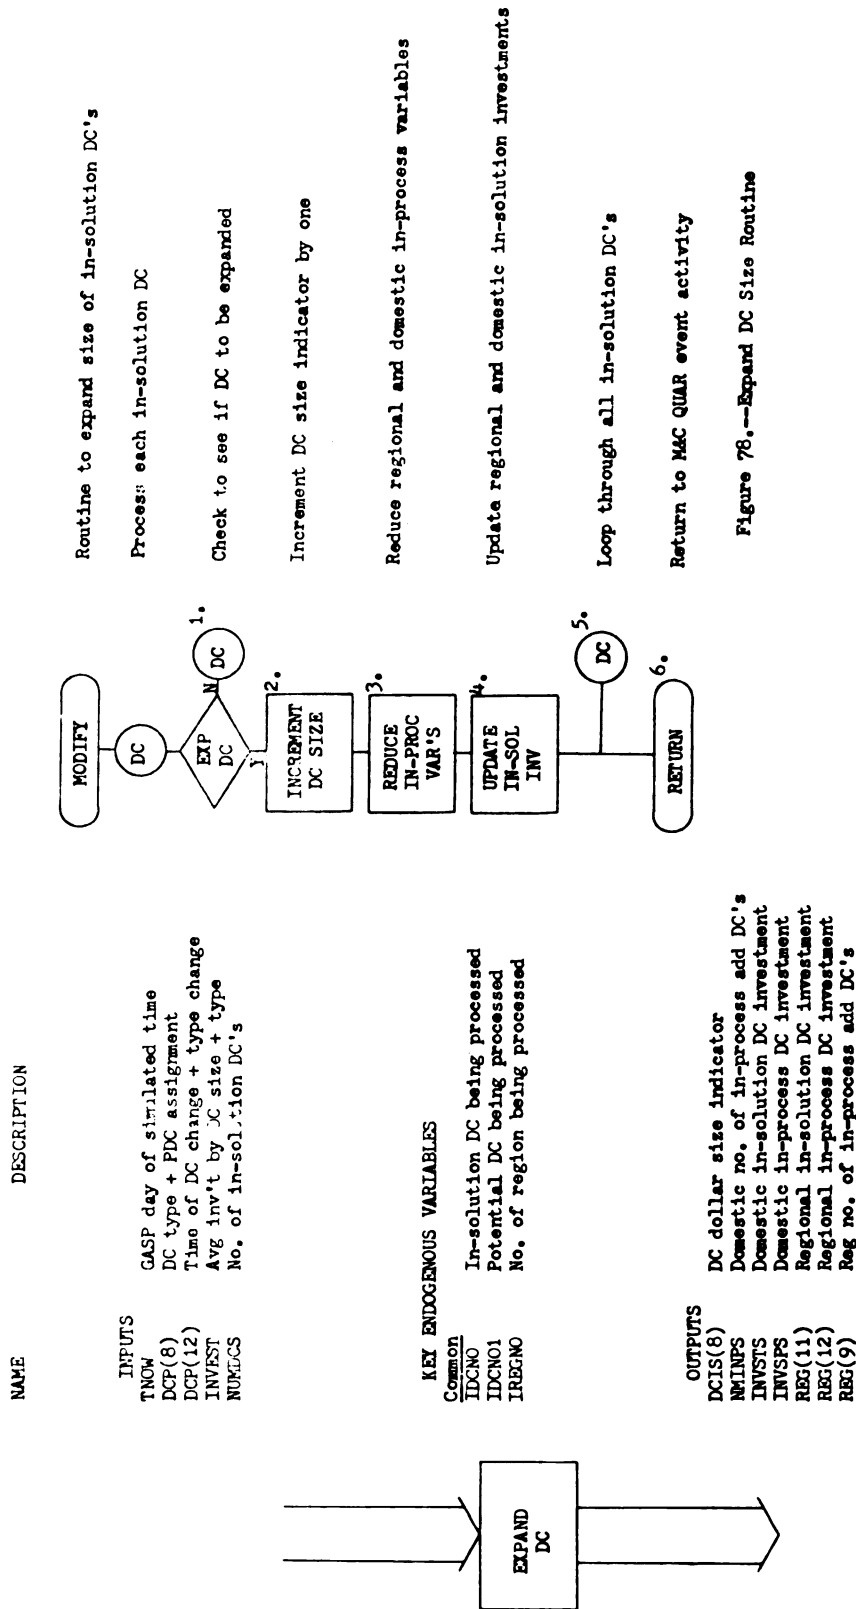 NAME DESCRIPTION
INPUTS
TNOW GASP day of simulated time
DCP(8) DC type + PDC assignment
DCP(12) Time of DC change + type change
INVEST Avg inv't by DC size + type
NUMDCS No. of in-solution DC's
KEY ENDOGENOUS VARIABLES
Common
IDCNO In-solution DC being processed
IDCNO1 Potential DC being processed
IREGNO No. of region being processed
OUTPUTS
DCIS(8) DC dollar size indicator
NMINPS Domestic no. of in-process add DC's
INVSTS Domestic in-solution DC investment
INVSPS Domestic in-process DC investment
REG(11) Regional in-solution DC investment
REG(12) Regional in-process DC investment
REG(9) Reg no. of in-process add DC's
EXPAND
DC
MODIFY
Routine to expand size of in-solution DC's
DC
Process each in-solution DC
EXP
DC
N
DC
1.
Check to see if DC to be expanded
Y
INCREMENT
DC SIZE
2.
Increment DC size indicator by one
REDUCE
IN-PROC
VAR'S
3.
Reduce regional and domestic in-process variables
UPDATE
IN-SOL
INV
4.
Update regional and domestic in-solution investments
DC
5.
Loop through all in-solution DC's
RETURN
6.
Return to M&C QUAR event activity
Figure 78.--Expand DC Size Routine